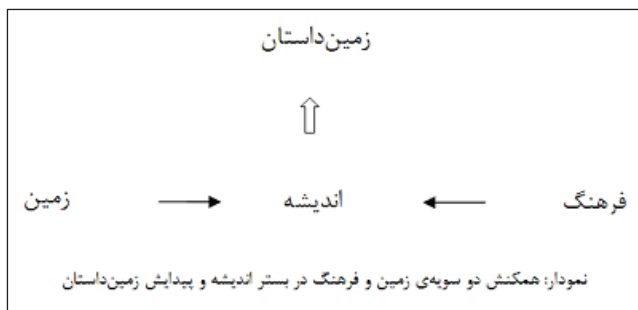 زمین‌داستان
فرهنگ اندیشه زمین
نمودار: همکنش دو سویه‌ی زمین و فرهنگ در بستر اندیشه و پیدایش زمین‌داستان